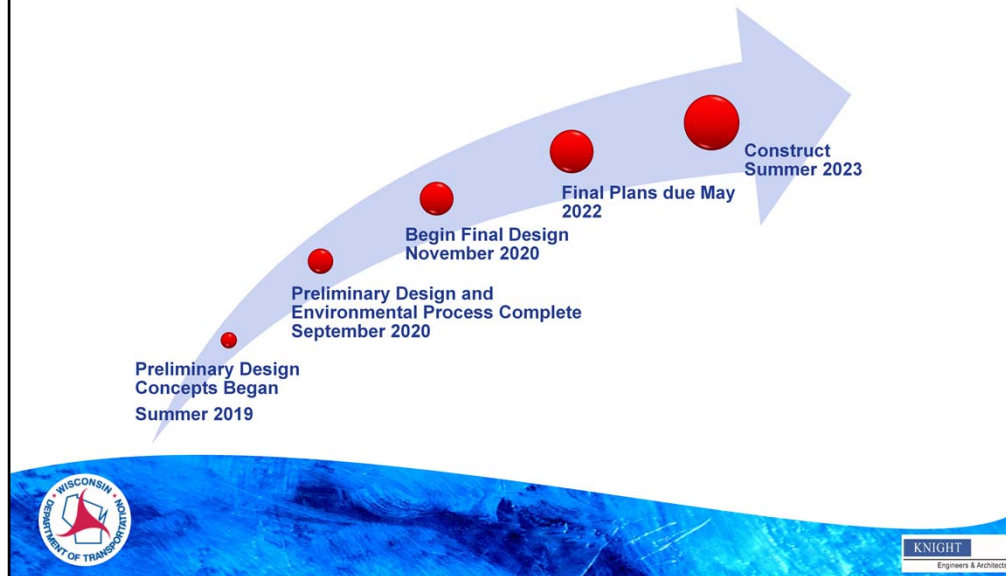 Preliminary Design
Concepts Began
Summer 2019
Preliminary Design and
Environmental Process Complete
September 2020
Begin Final Design
November 2020
Final Plans due May
2022
Construct
Summer 2023
WISCONSIN
DEPARTMENT OF TRANSPORTATION
KNIGHT
Engineers & Architects